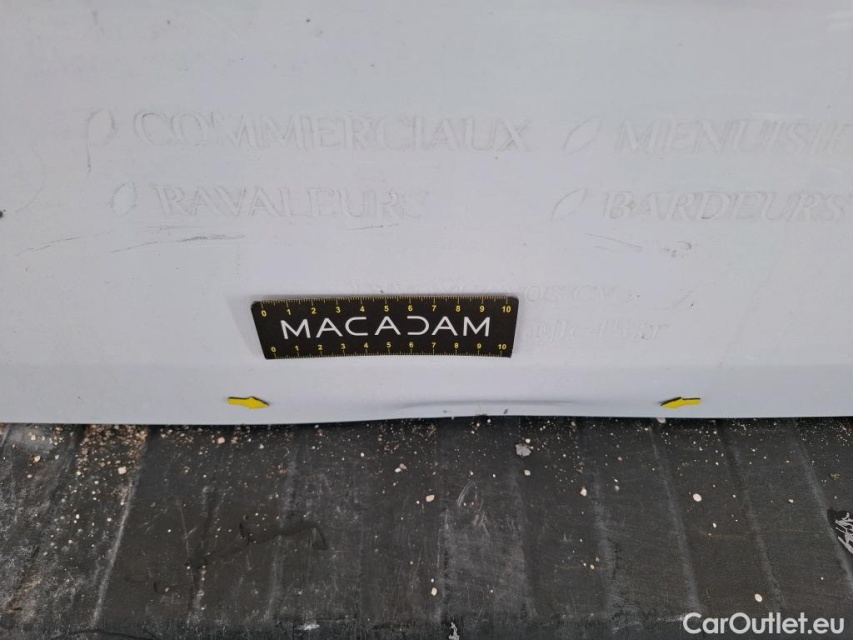 COMMERCIAUX MENUISI
RAVALEURS BARDEURS
0 1 2 3 4 5 6 7 8 9 10
MACADAM
0 1 2 3 4 5 6 7 8 9 10
CarOutlet.eu